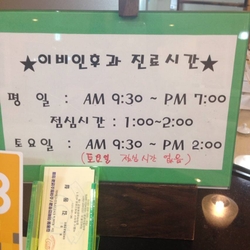 ★이비인후과 진료시간★
평 일 : AM 9:30 ~ PM 7:00
점심시간 : 1:00~2:00
토요일 : AM 9:30 ~ PM 2:00
(토요일 점심시간 없음)